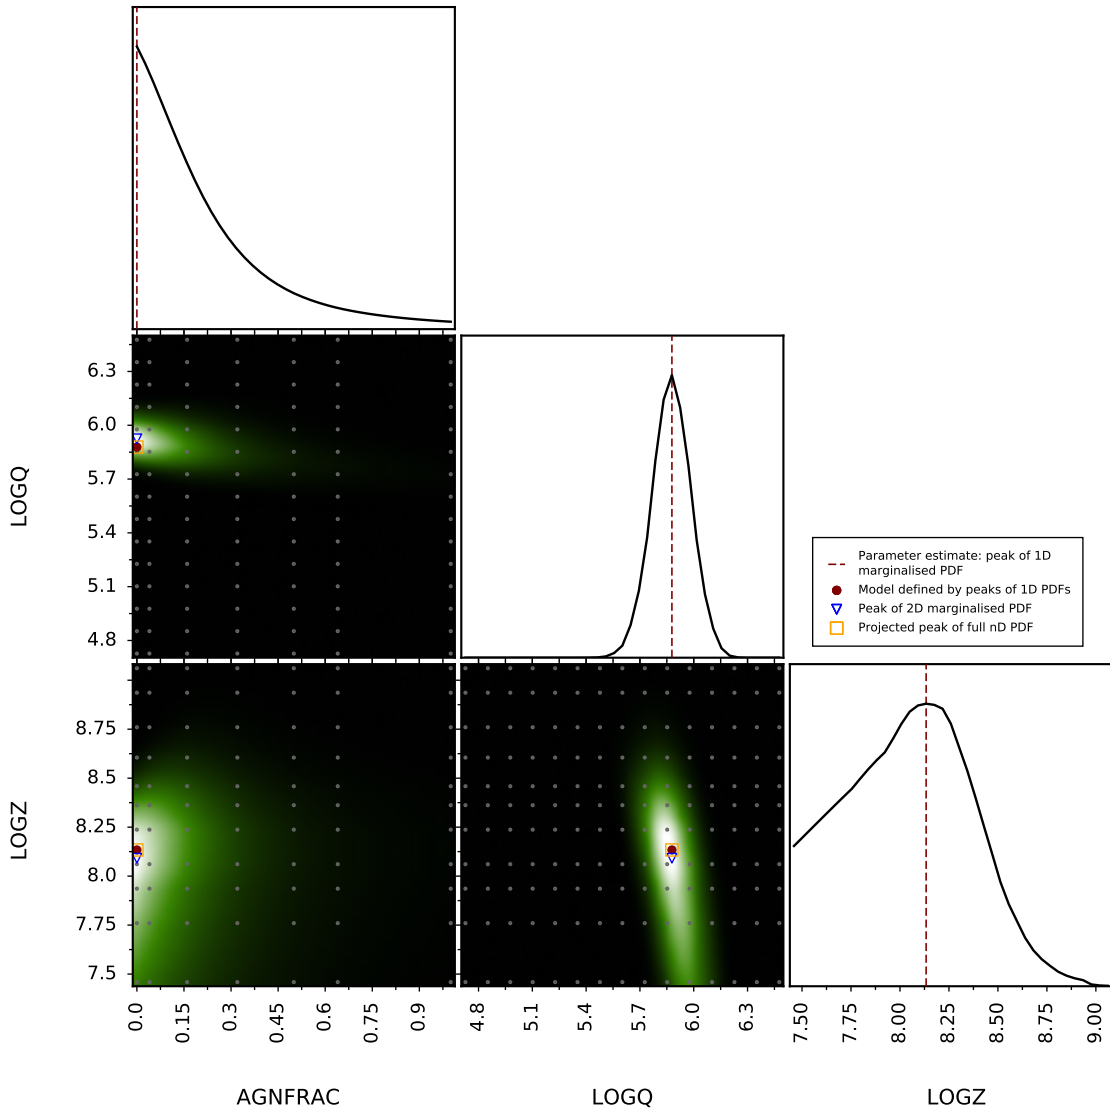 6.3
6.0
5.7
5.4
5.1
4.8
LOGQ
Parameter estimate: peak of 1D
marginalised PDF
Model defined by peaks of 1D PDFs
Peak of 2D marginalised PDF
Projected peak of full nD PDF
8.75
8.5
8.25
8.0
7.75
7.5
LOGZ
0.0 0.15 0.3 0.45 0.6 0.75 0.9
4.8 5.1 5.4 5.7 6.0 6.3
7.50 7.75 8.00 8.25 8.50 8.75 9.00
AGNFRAC
LOGQ
LOGZ